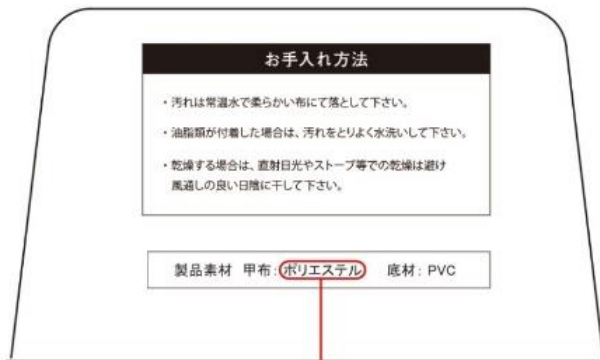 お手入れ方法
・汚れは常温水で柔らかい布にて落として下さい。
・油脂類が付着した場合は、汚れをとりよく水洗いして下さい。
・乾燥する場合は、直射日光やストーブ等での乾燥は避け
風通しの良い日陰に干して下さい。
製品素材 甲布：ポリエステル 底材：PVC